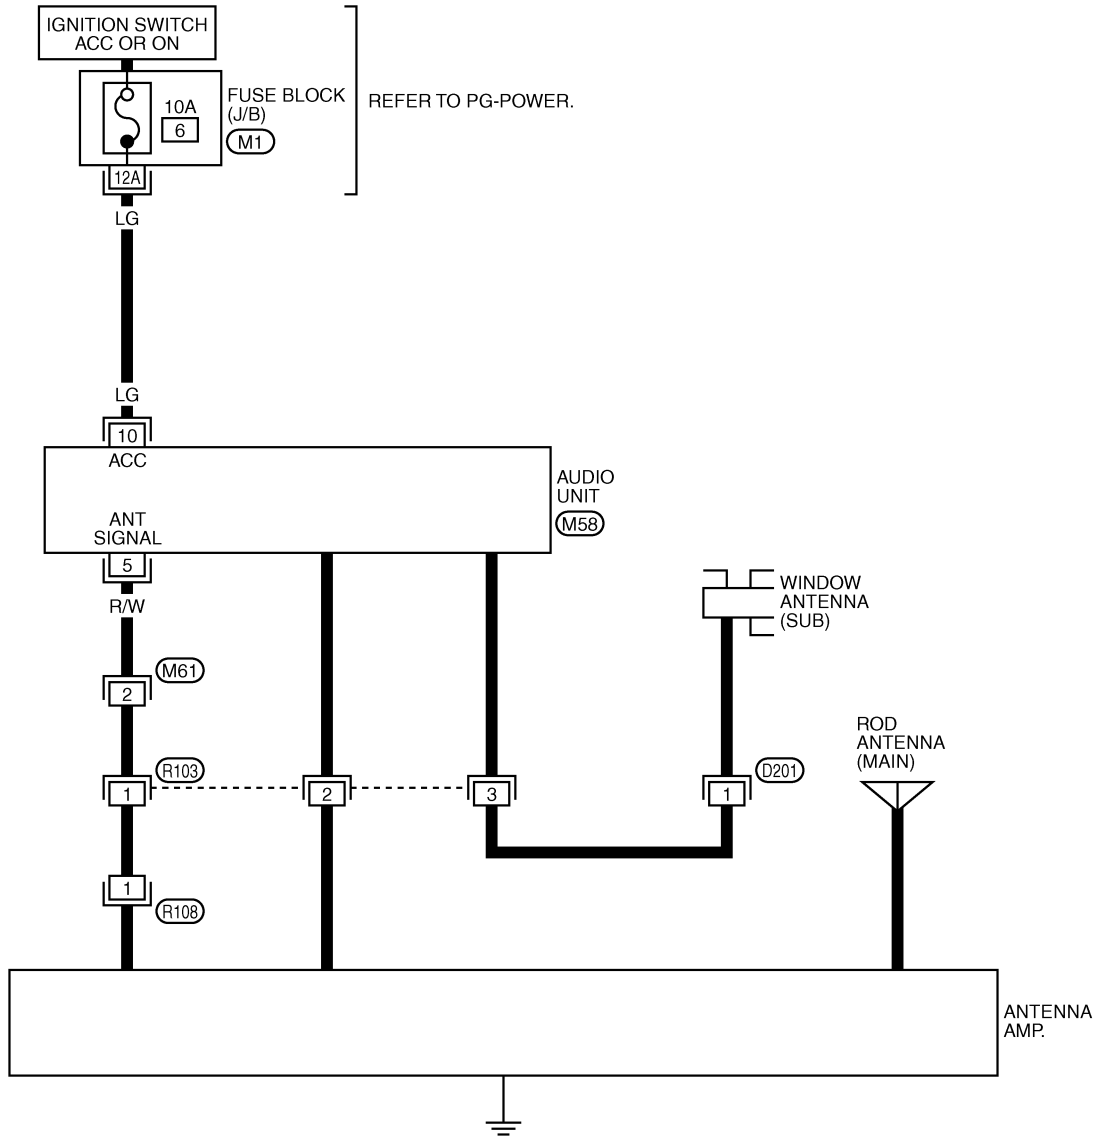 IGNITION SWITCH
ACC OR ON
FUSE BLOCK
(J/B)
M1
10A
6
REFER TO PG-POWER.
12A
LG
LG
10
ACC
AUDIO
UNIT
M58
ANT
SIGNAL
5
R/W
WINDOW
ANTENNA
(SUB)
M61
2
ROD
ANTENNA
(MAIN)
R103
1
2
3
D201
1
1
R108
ANTENNA
AMP.